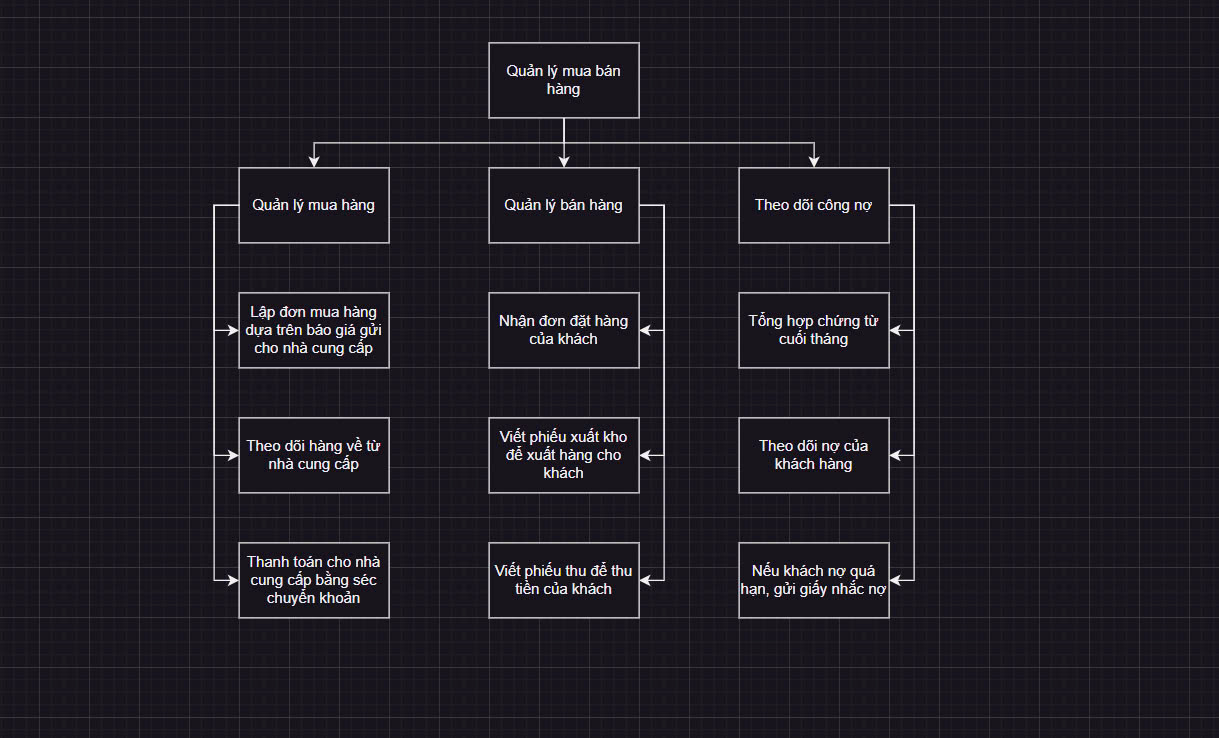 Quản lý mua bán
hàng
Quản lý mua hàng
Quản lý bán hàng
Theo dõi công nợ
Lập đơn mua hàng
dựa trên báo giá gửi
cho nhà cung cấp
Nhận đơn đặt hàng
của khách
Tổng hợp chứng từ
cuối tháng
Theo dõi hàng về từ
nhà cung cấp
Viết phiếu xuất kho
để xuất hàng cho
khách
Theo dõi nợ của
khách hàng
Thanh toán cho nhà
cung cấp bằng séc
chuyển khoản
Viết phiếu thu để thu
tiền của khách
Nếu khách nợ quá
hạn, gửi giấy nhắc nợ